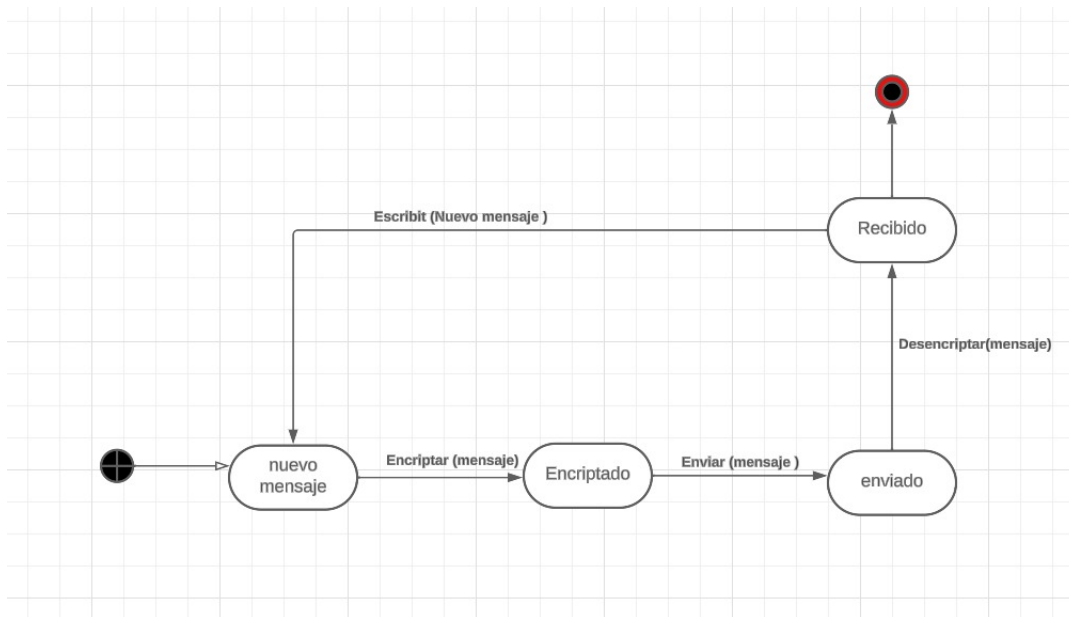 Escribit (Nuevo mensaje )
Recibido
Desencriptar(mensaje)
nuevo
mensaje
Encriptar (mensaje)
Encriptado
Enviar (mensaje )
enviado